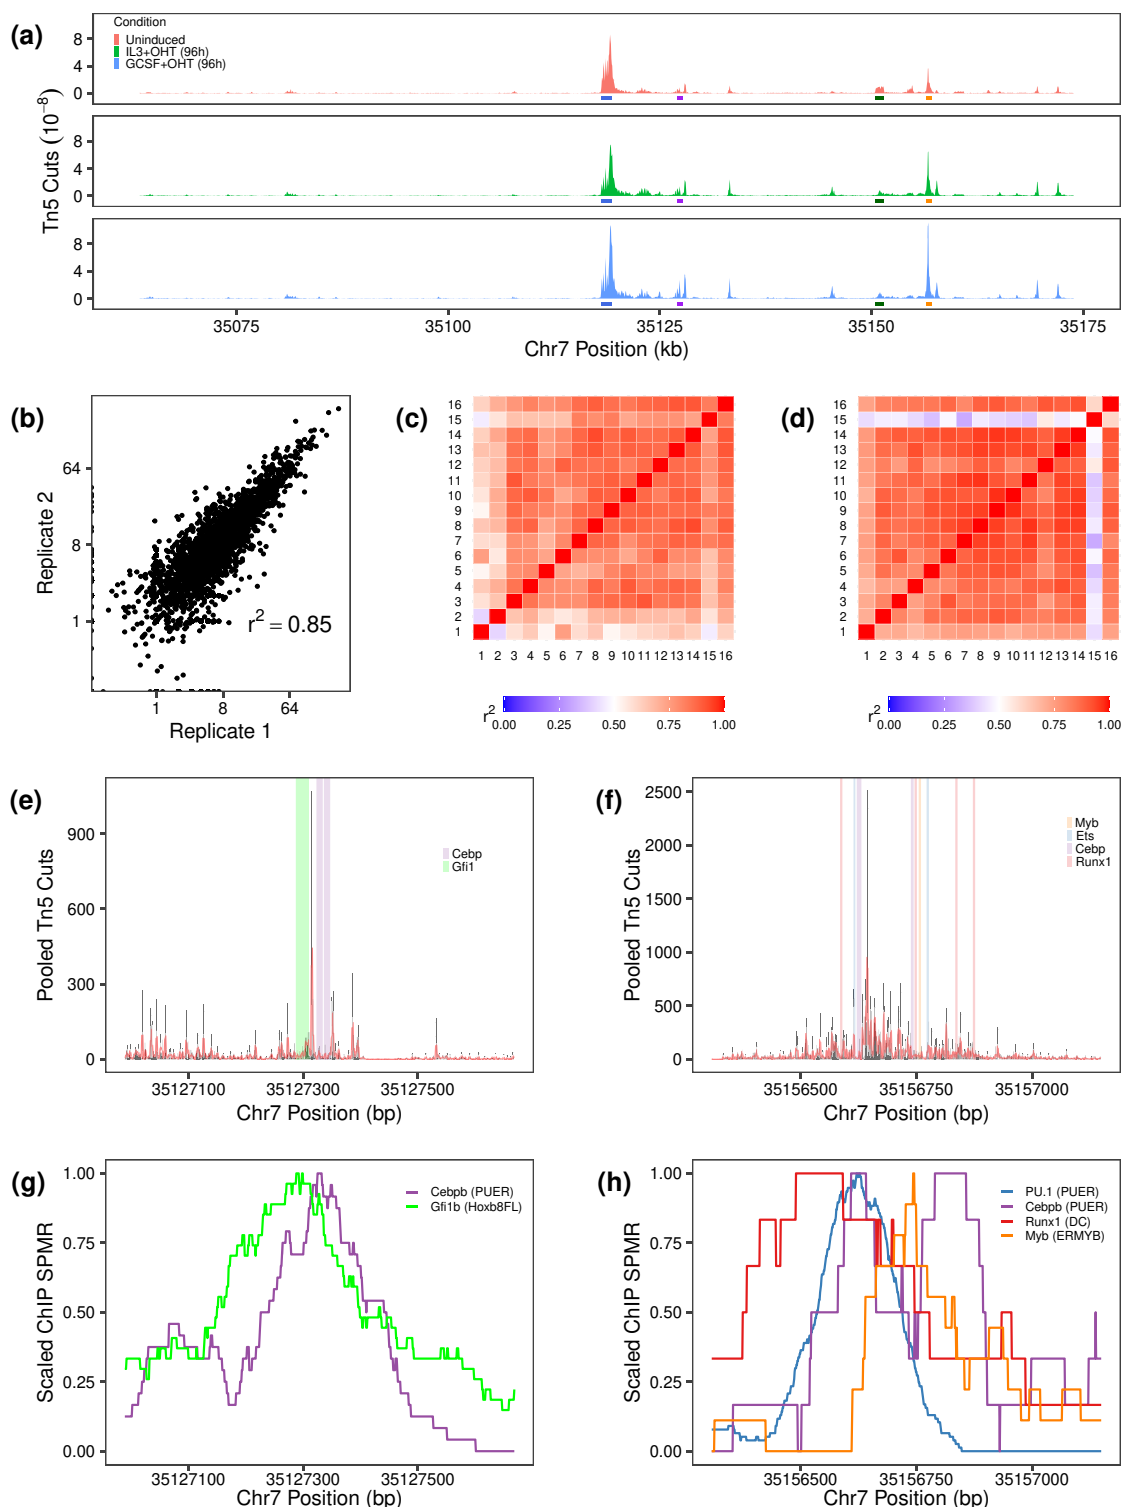 (a)
Condition
Uninduced
IL3+OHT (96h)
GCSF+OHT (96h)
Tn5 Cuts (10⁻⁸)
8
4
0
8
4
0
8
4
0
35075 35100 35125 35150 35175
Chr7 Position (kb)
(b)
Replicate 2
64
8
1
r² = 0.85
1 8 64
Replicate 1
(c)
16
15
14
13
12
11
10
9
8
7
6
5
4
3
2
1
1 2 3 4 5 6 7 8 9 10 11 12 13 14 15 16
r²
0.00 0.25 0.50 0.75 1.00
(d)
16
15
14
13
12
11
10
9
8
7
6
5
4
3
2
1
1 2 3 4 5 6 7 8 9 10 11 12 13 14 15 16
r²
0.00 0.25 0.50 0.75 1.00
(e)
Pooled Tn5 Cuts
900
600
300
0
Cebp
Gfi1
35127100 35127300 35127500
Chr7 Position (bp)
(f)
Pooled Tn5 Cuts
2500
2000
1500
1000
500
0
Myb
Ets
Cebp
Runx1
35156500 35156750 35157000
Chr7 Position (bp)
(g)
Scaled ChIP SPMR
1.00
0.75
0.50
0.25
0.00
Cebpb (PUER)
Gfi1b (Hoxb8FL)
35127100 35127300 35127500
Chr7 Position (bp)
(h)
Scaled ChIP SPMR
1.00
0.75
0.50
0.25
0.00
PU.1 (PUER)
Cebpb (PUER)
Runx1 (DC)
Myb (ERMYB)
35156500 35156750 35157000
Chr7 Position (bp)